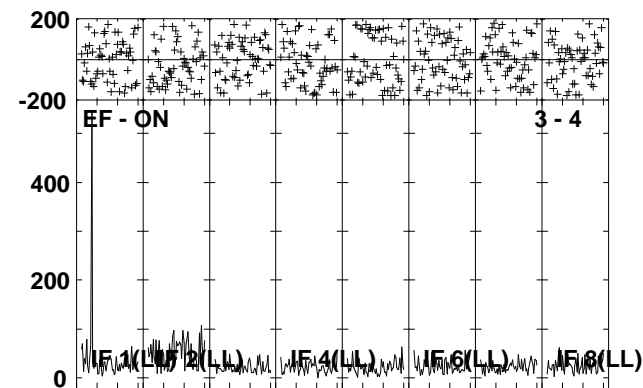 200
-200
EF - ON 3 - 4
400
200
IF 1(LL) IF 2(LL) IF 4(LL) IF 6(LL) IF 8(LL)
0